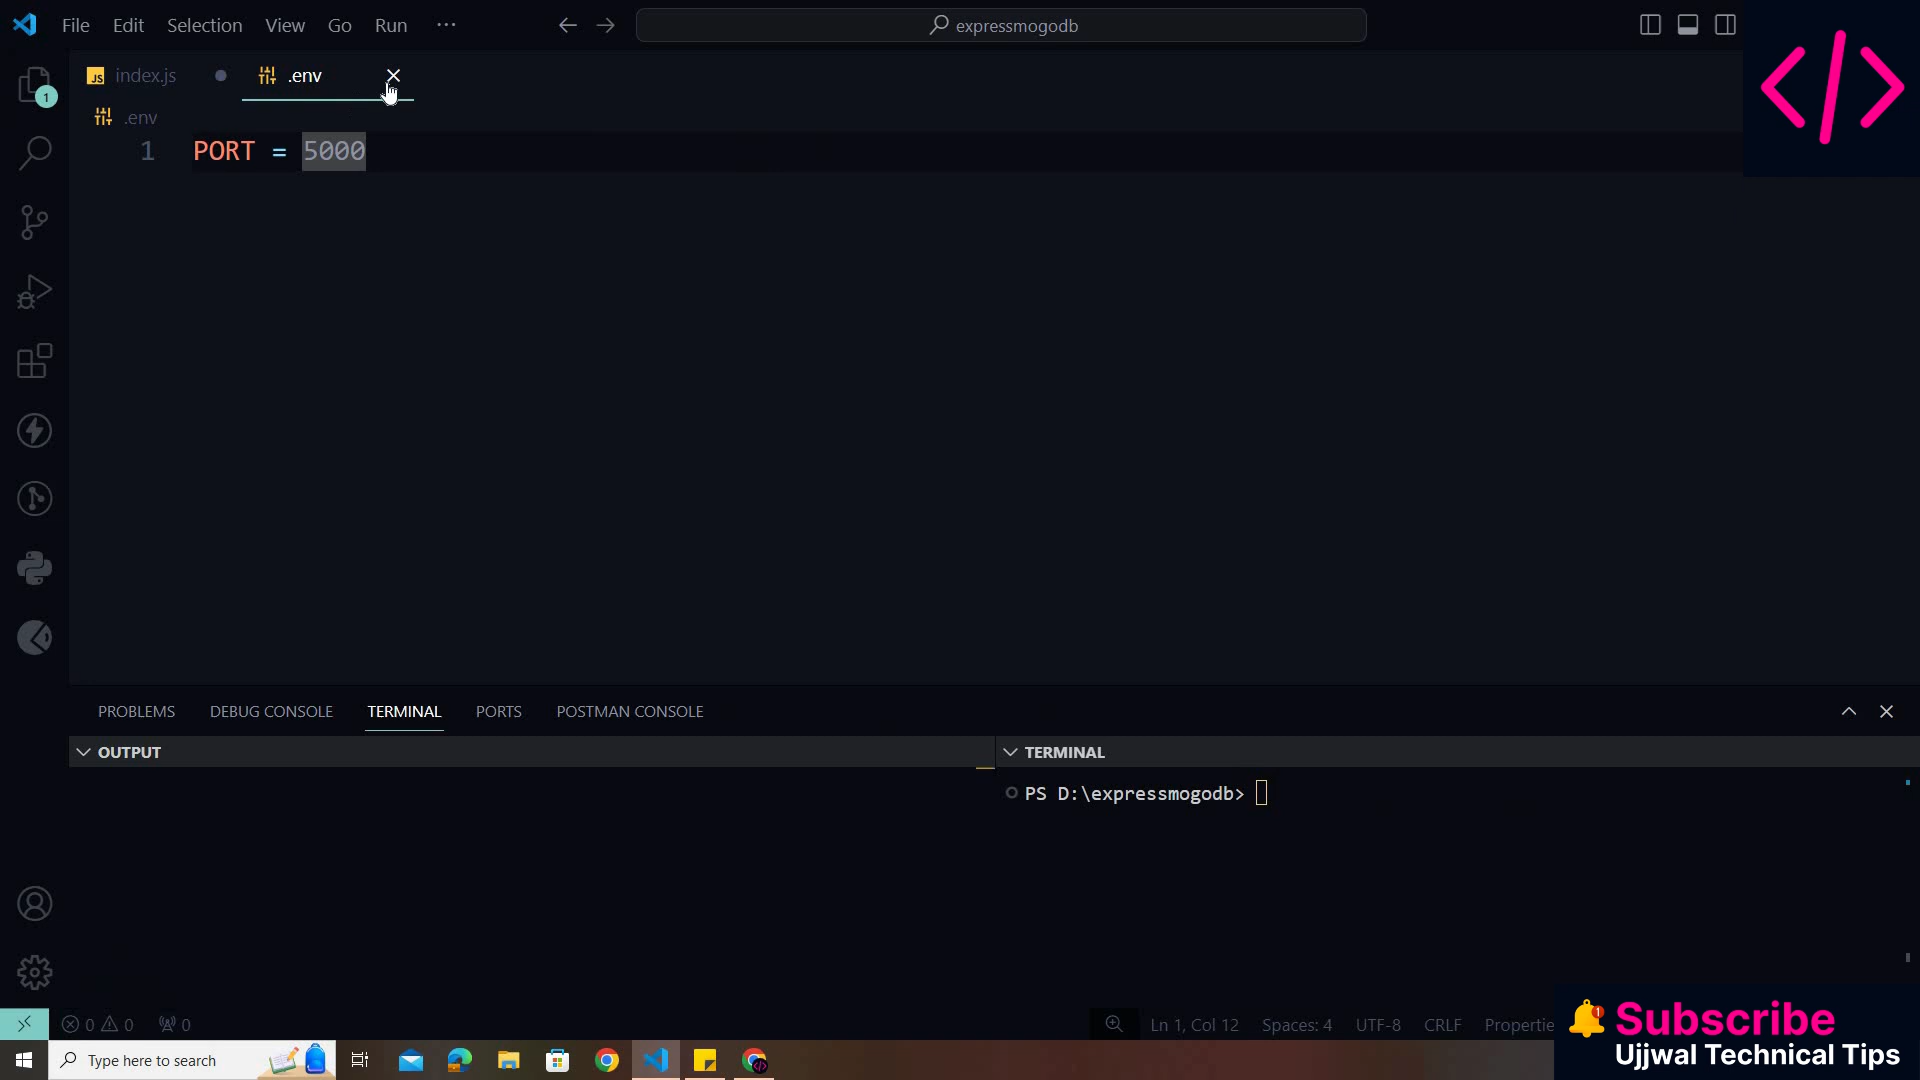 File Edit Selection View Go Run ··· expressmogodb
index.js .env
1
.env
1 PORT = 5000
PROBLEMS DEBUG CONSOLE TERMINAL PORTS POSTMAN CONSOLE
OUTPUT TERMINAL
PS D:\expressmogodb>
0 0 0 Ln 1, Col 12 Spaces: 4 UTF-8 CRLF Propertie
Subscribe
Type here to search
Ujjwal Technical Tips